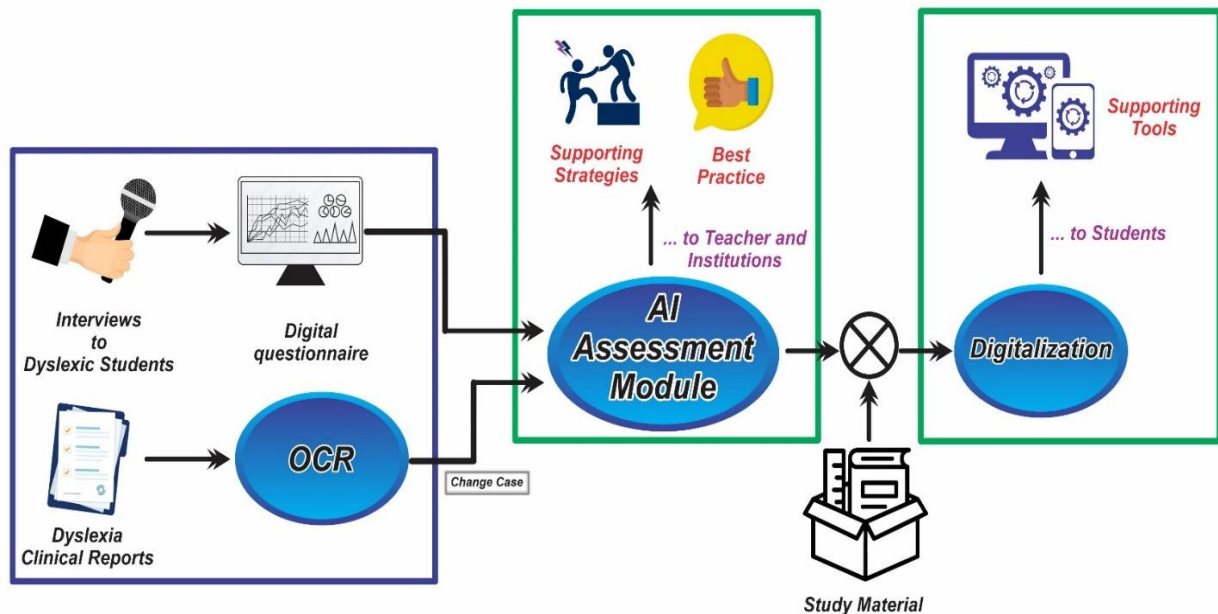 Interviews
to
Dyslexic Students
Digital
questionnaire
Dyslexia
Clinical Reports
OCR
Change Case
Supporting
Strategies
Best
Practice
... to Teacher and
Institutions
AI
Assessment
Module
Study Material
Supporting
Tools
... to Students
Digitalization